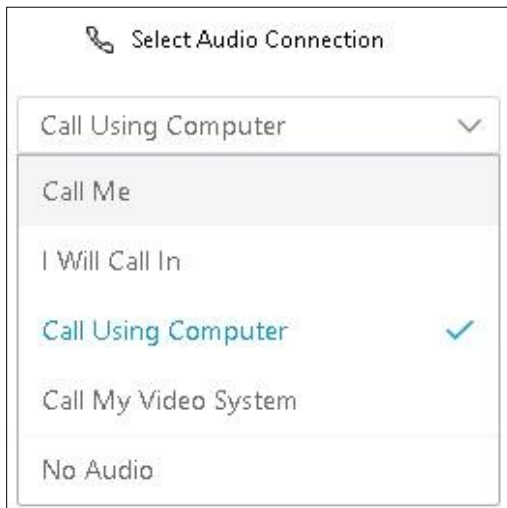 Select Audio Connection
Call Using Computer
Call Me
I Will Call In
Call Using Computer
Call My Video System
No Audio